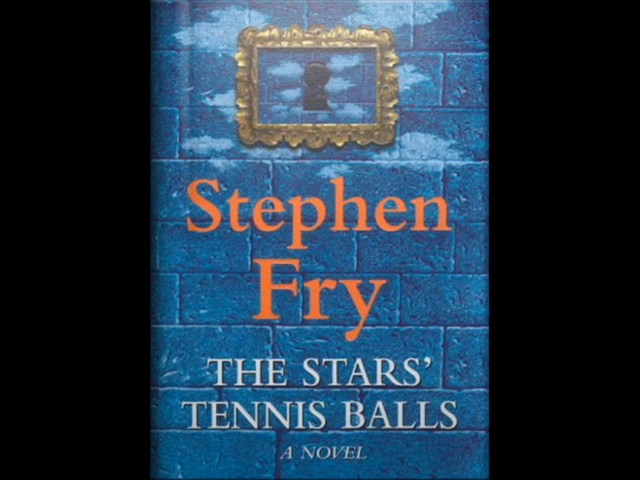 Stephen
Fry
THE STARS’
TENNIS BALLS
A NOVEL